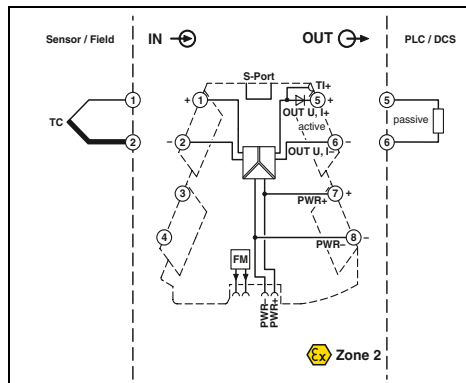 Sensor / Field
IN
OUT
PLC / DCS
S-Port
TI+
1
+
1
5
+
5
OUT U, I+
TC
active
passive
2
−
2
6
−
6
OUT U, I−
3
7
+
PWR+
4
8
−
PWR−
FM
PWR−
PWR+
Ex
Zone 2